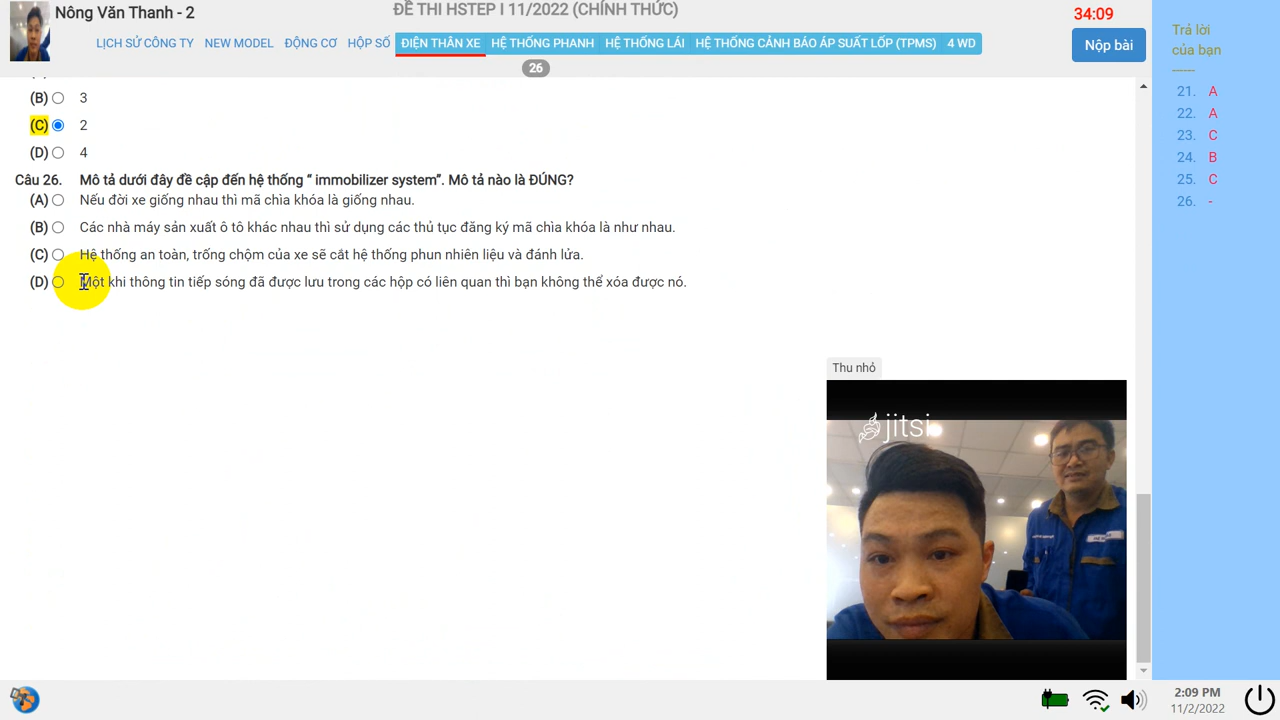 Nông Văn Thanh - 2
ĐỀ THI HSTEP I 11/2022 (CHÍNH THỨC)
34:09
LỊCH SỬ CÔNG TY NEW MODEL ĐỘNG CƠ HỘP SỐ ĐIỆN THÂN XE HỆ THỐNG PHANH HỆ THỐNG LÁI HỆ THỐNG CẢNH BÁO ÁP SUẤT LỐP (TPMS) 4 WD
Nộp bài
26
(B) 3
(C) 2
(D) 4
Câu 26. Mô tả dưới đây đề cập đến hệ thống “ immobilizer system”. Mô tả nào là ĐÚNG?
(A) Nếu đời xe giống nhau thì mã chìa khóa là giống nhau.
(B) Các nhà máy sản xuất ô tô khác nhau thì sử dụng các thủ tục đăng ký mã chìa khóa là như nhau.
(C) Hệ thống an toàn, trống chộm của xe sẽ cắt hệ thống phun nhiên liệu và đánh lửa.
(D) Một khi thông tin tiếp sóng đã được lưu trong các hộp có liên quan thì bạn không thể xóa được nó.
Thu nhỏ
jitsi
Trả lời
của bạn
------
21. A
22. A
23. C
24. B
25. C
26. -
2:09 PM
11/2/2022